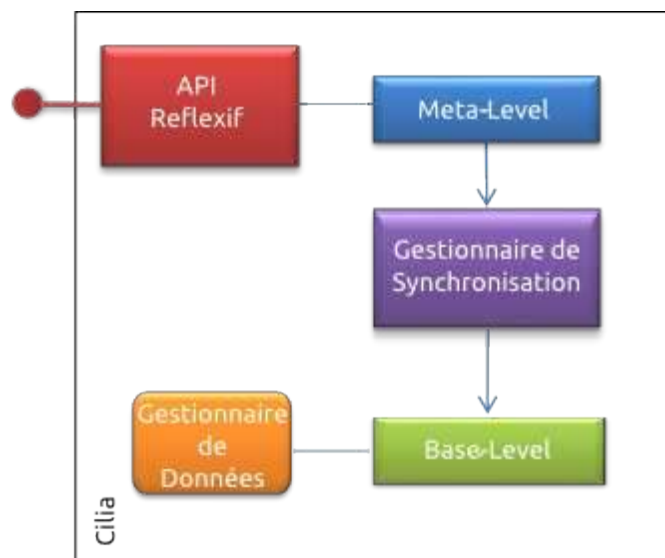 API
Reflexif
Meta-Level
Gestionnaire de
Synchronisation
Gestionnaire
de
Données
Base-Level
Cilia